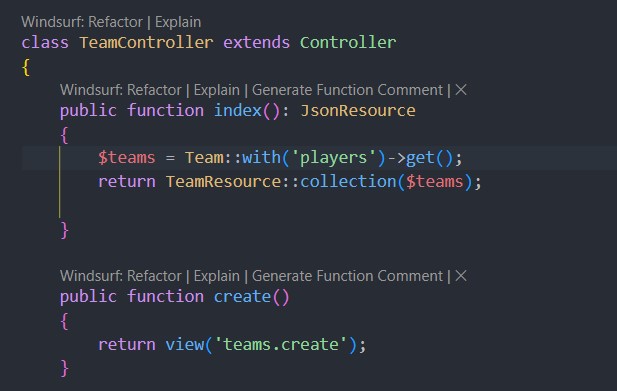 Windsurf: Refactor | Explain
class TeamController extends Controller
{
Windsurf: Refactor | Explain | Generate Function Comment | ✕
public function index(): JsonResource
{
$teams = Team::with('players')->get();
return TeamResource::collection($teams);
}
Windsurf: Refactor | Explain | Generate Function Comment | ✕
public function create()
{
return view('teams.create');
}